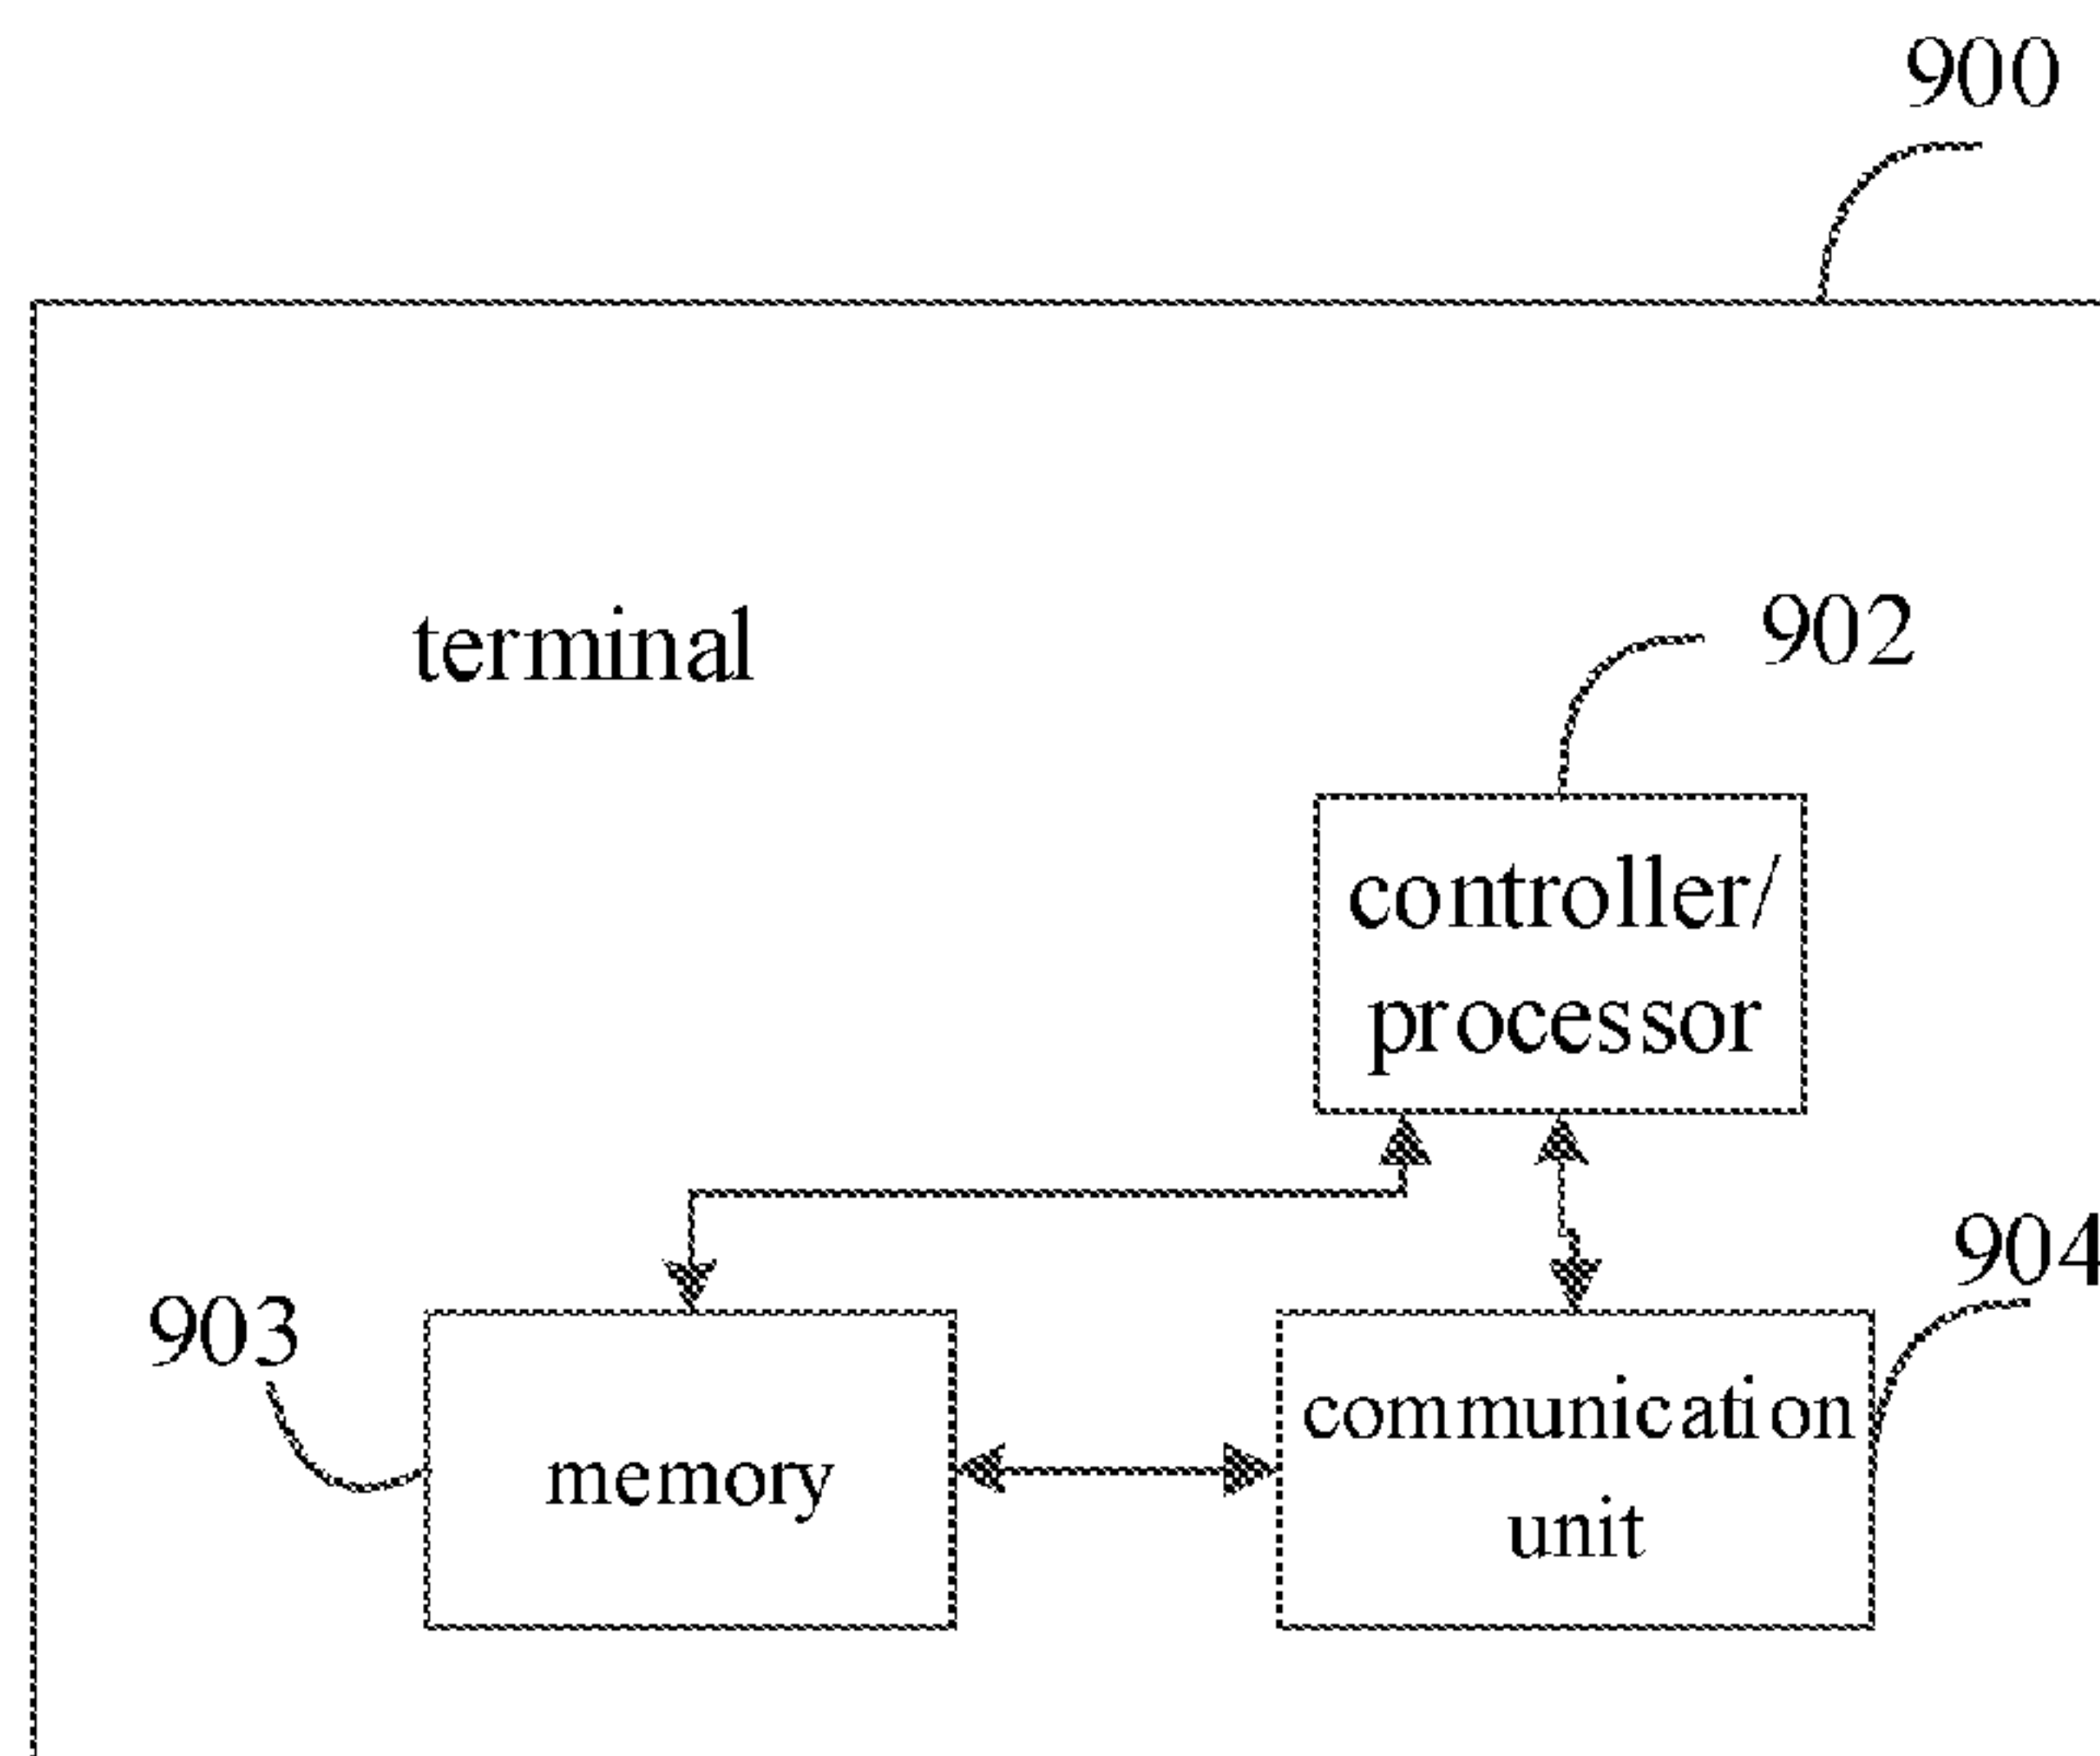 900
terminal
902
controller/
processor
904
903
communication
memory
unit